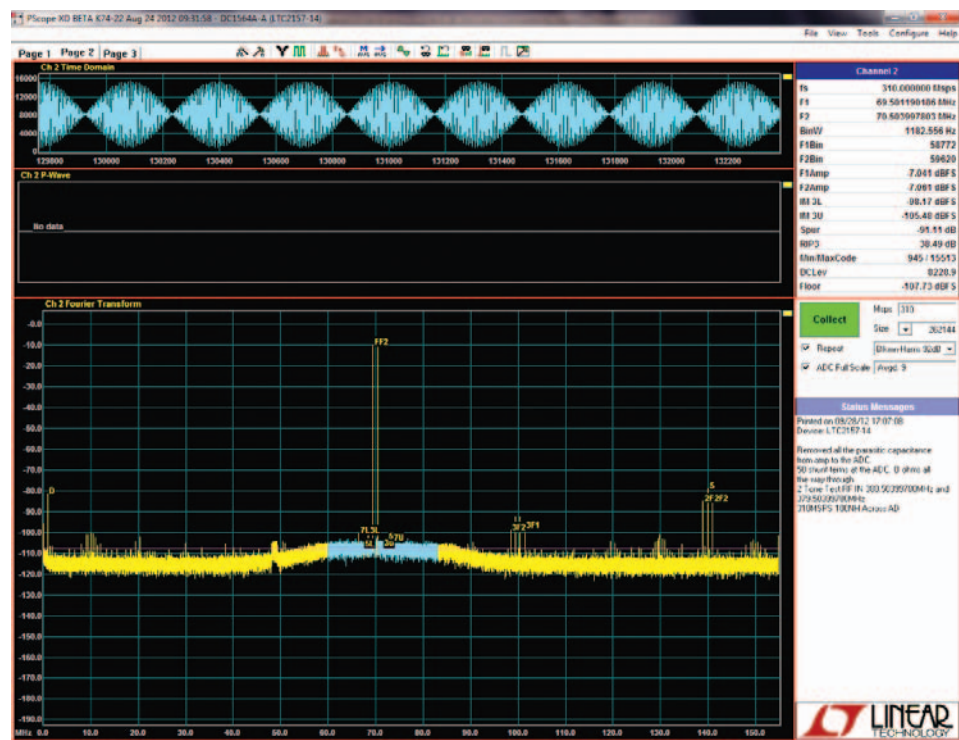 PScope XO BETA K74-22 Aug 24 2012 09:31:58 - DC1564A-A (LTC2157-14)
File View Tools Configure Help
Page 1 Page 2 Page 3
Ch 2 Time Domain
16000
12000
8000
4000
0
129800 130000 130200 130400 130600 130800 131000 131200 131400 131600 131800 132000 132200
Ch 2 P-Wave
No data
Ch 2 Fourier Transform
-0.0
-10.0
-20.0
-30.0
-40.0
-50.0
-60.0
-70.0
-80.0
-90.0
-100.0
-110.0
-120.0
-130.0
-140.0
-150.0
-160.0
-170.0
-180.0
-190.0
D
FF2
7L 3L
7U
3F2 3F1
S
2F2F2
MHz 0.0 10.0 20.0 30.0 40.0 50.0 60.0 70.0 80.0 90.0 100.0 110.0 120.0 130.0 140.0 150.0
Channel 2
fs 310.000000 Msps
F1 69.501190186 MHz
F2 70.503997803 MHz
BinW 1182.556 Hz
F1Bin 58772
F2Bin 59620
F1Amp -7.041 dBFS
F2Amp -7.061 dBFS
IM 3L -98.17 dBFS
IM 3U -105.48 dBFS
Spur -91.11 dB
RIP3 38.49 dB
Min/MaxCode 945 / 15513
DCLev 8228.9
Floor -107.73 dBFS
Collect
Msps 310
Size 262144
Repeat
Blkman-Harris 92dB
ADC Full Scale
Avgd. 9
Status Messages
Printed on 08/28/12 17:07:08
Device: LTC2157-14
Removed all the parasitic capacitance
from amp to the ADC.
50 shunt terms at the ADC. 0 ohms all
the way through.
2 Tone Test RF IN 380.50399700MHz and
379.50399700MHz
310MSPS 100NH Across AD
LINEAR
TECHNOLOGY